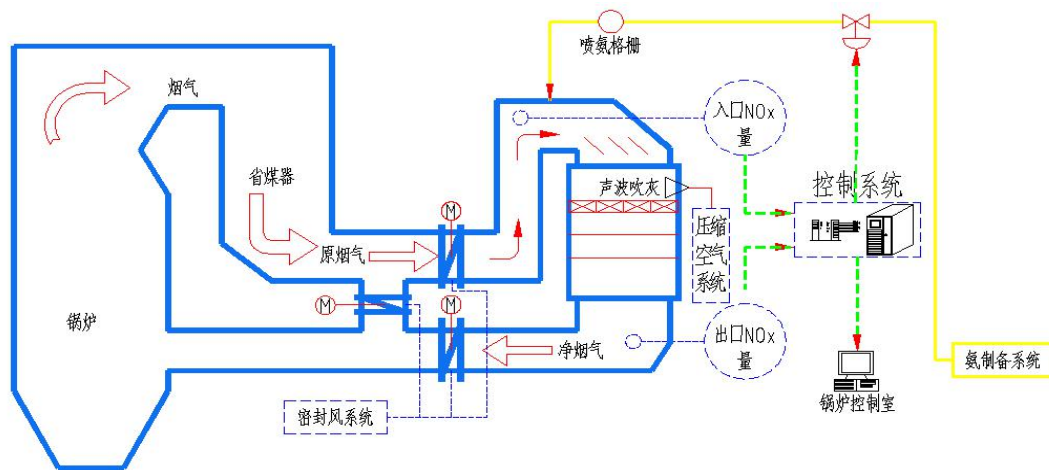 喷氨格栅
烟气
入口NOx
量
省煤器
声波吹灰
控制系统
压缩
空气
系统
M
原烟气
M
M
锅炉
净烟气
出口NOx
量
氨制备系统
密封风系统
锅炉控制室